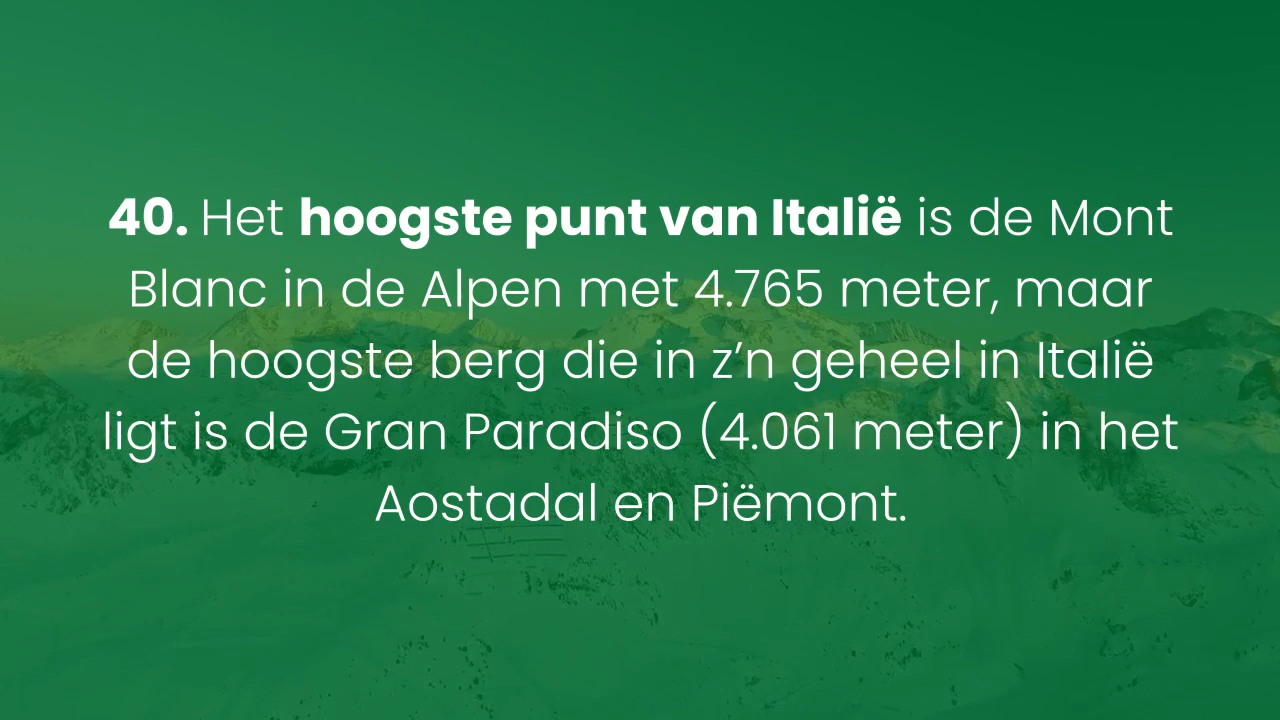 40. Het hoogste punt van Italië is de Mont
Blanc in de Alpen met 4.765 meter, maar
de hoogste berg die in z’n geheel in Italië
ligt is de Gran Paradiso (4.061 meter) in het
Aostadal en Piëmont.